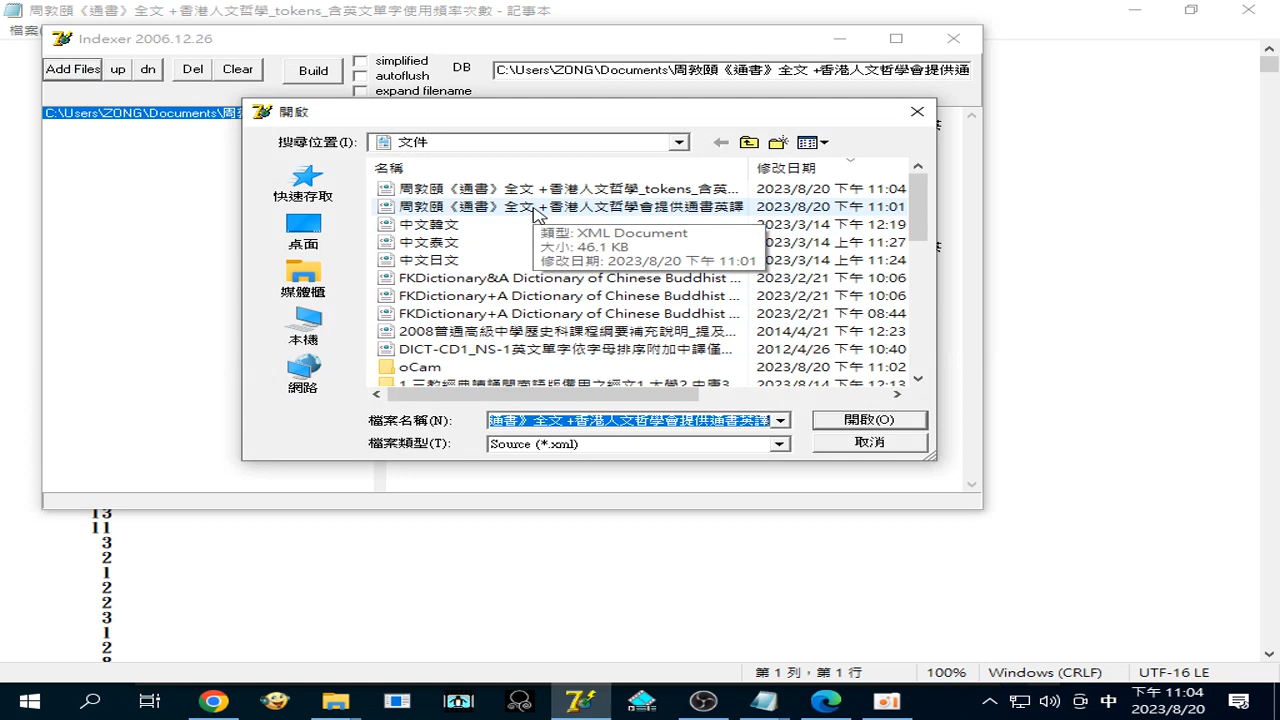 周敦頤《通書》全文 +香港人文哲學_tokens_含英文單字使用頻率次數 - 記事本
檔案
Indexer 2006.12.26
Add Files up dn Del Clear Build
simplified
autoflush
expand filename
DB
C:\Users\ZONG\Documents\周敦頤《通書》全文 +香港人文哲學會提供通
C:\Users\ZONG\Documents\周
開啟
搜尋位置(I): 文件
名稱 修改日期
周敦頤《通書》全文 +香港人文哲學_tokens_含英... 2023/8/20 下午 11:04
周敦頤《通書》全文 +香港人文哲學會提供通書英譯 2023/8/20 下午 11:01
中文韓文 2023/3/14 下午 12:19
中文泰文 2023/3/14 上午 11:27
中文日文 2023/3/14 上午 11:24
FKDictionary&A Dictionary of Chinese Buddhist ... 2023/2/21 下午 10:06
FKDictionary+A Dictionary of Chinese Buddhist ... 2023/2/21 下午 10:06
FKDictionary+A Dictionary of Chinese Buddhist ... 2023/2/21 下午 08:44
2008普通高級中學歷史科課程綱要補充說明_提及... 2014/4/21 下午 12:23
DICT-CD1_NS-1英文單字依字母排序附加中譯僅... 2012/4/26 上午 10:40
oCam 2023/8/20 下午 11:02
類型: XML Document
大小: 46.1 KB
修改日期: 2023/8/20 下午 11:01
快速存取
桌面
媒體櫃
本機
網路
檔案名稱(N): 通書》全文 +香港人文哲學會提供通書英譯 開啟(O)
檔案類型(T): Source (*.xml) 取消
13
11
3
2
1
2
2
3
1
2
8
第 1 列，第 1 行 100% Windows (CRLF) UTF-16 LE
中
下午 11:04
2023/8/20